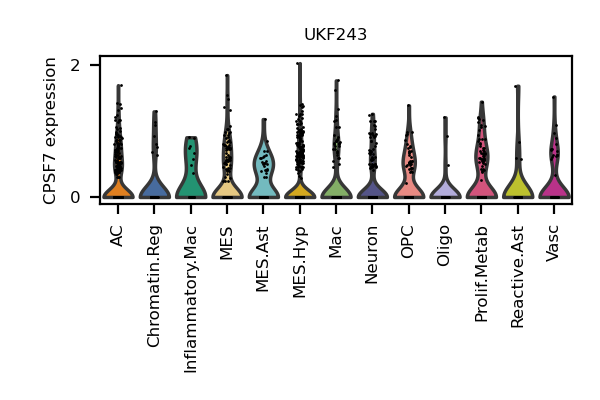 UKF243
CPSF7 expression
2
0
AC
Chromatin.Reg
Inflammatory.Mac
MES
MES.Ast
MES.Hyp
Mac
Neuron
OPC
Oligo
Prolif.Metab
Reactive.Ast
Vasc